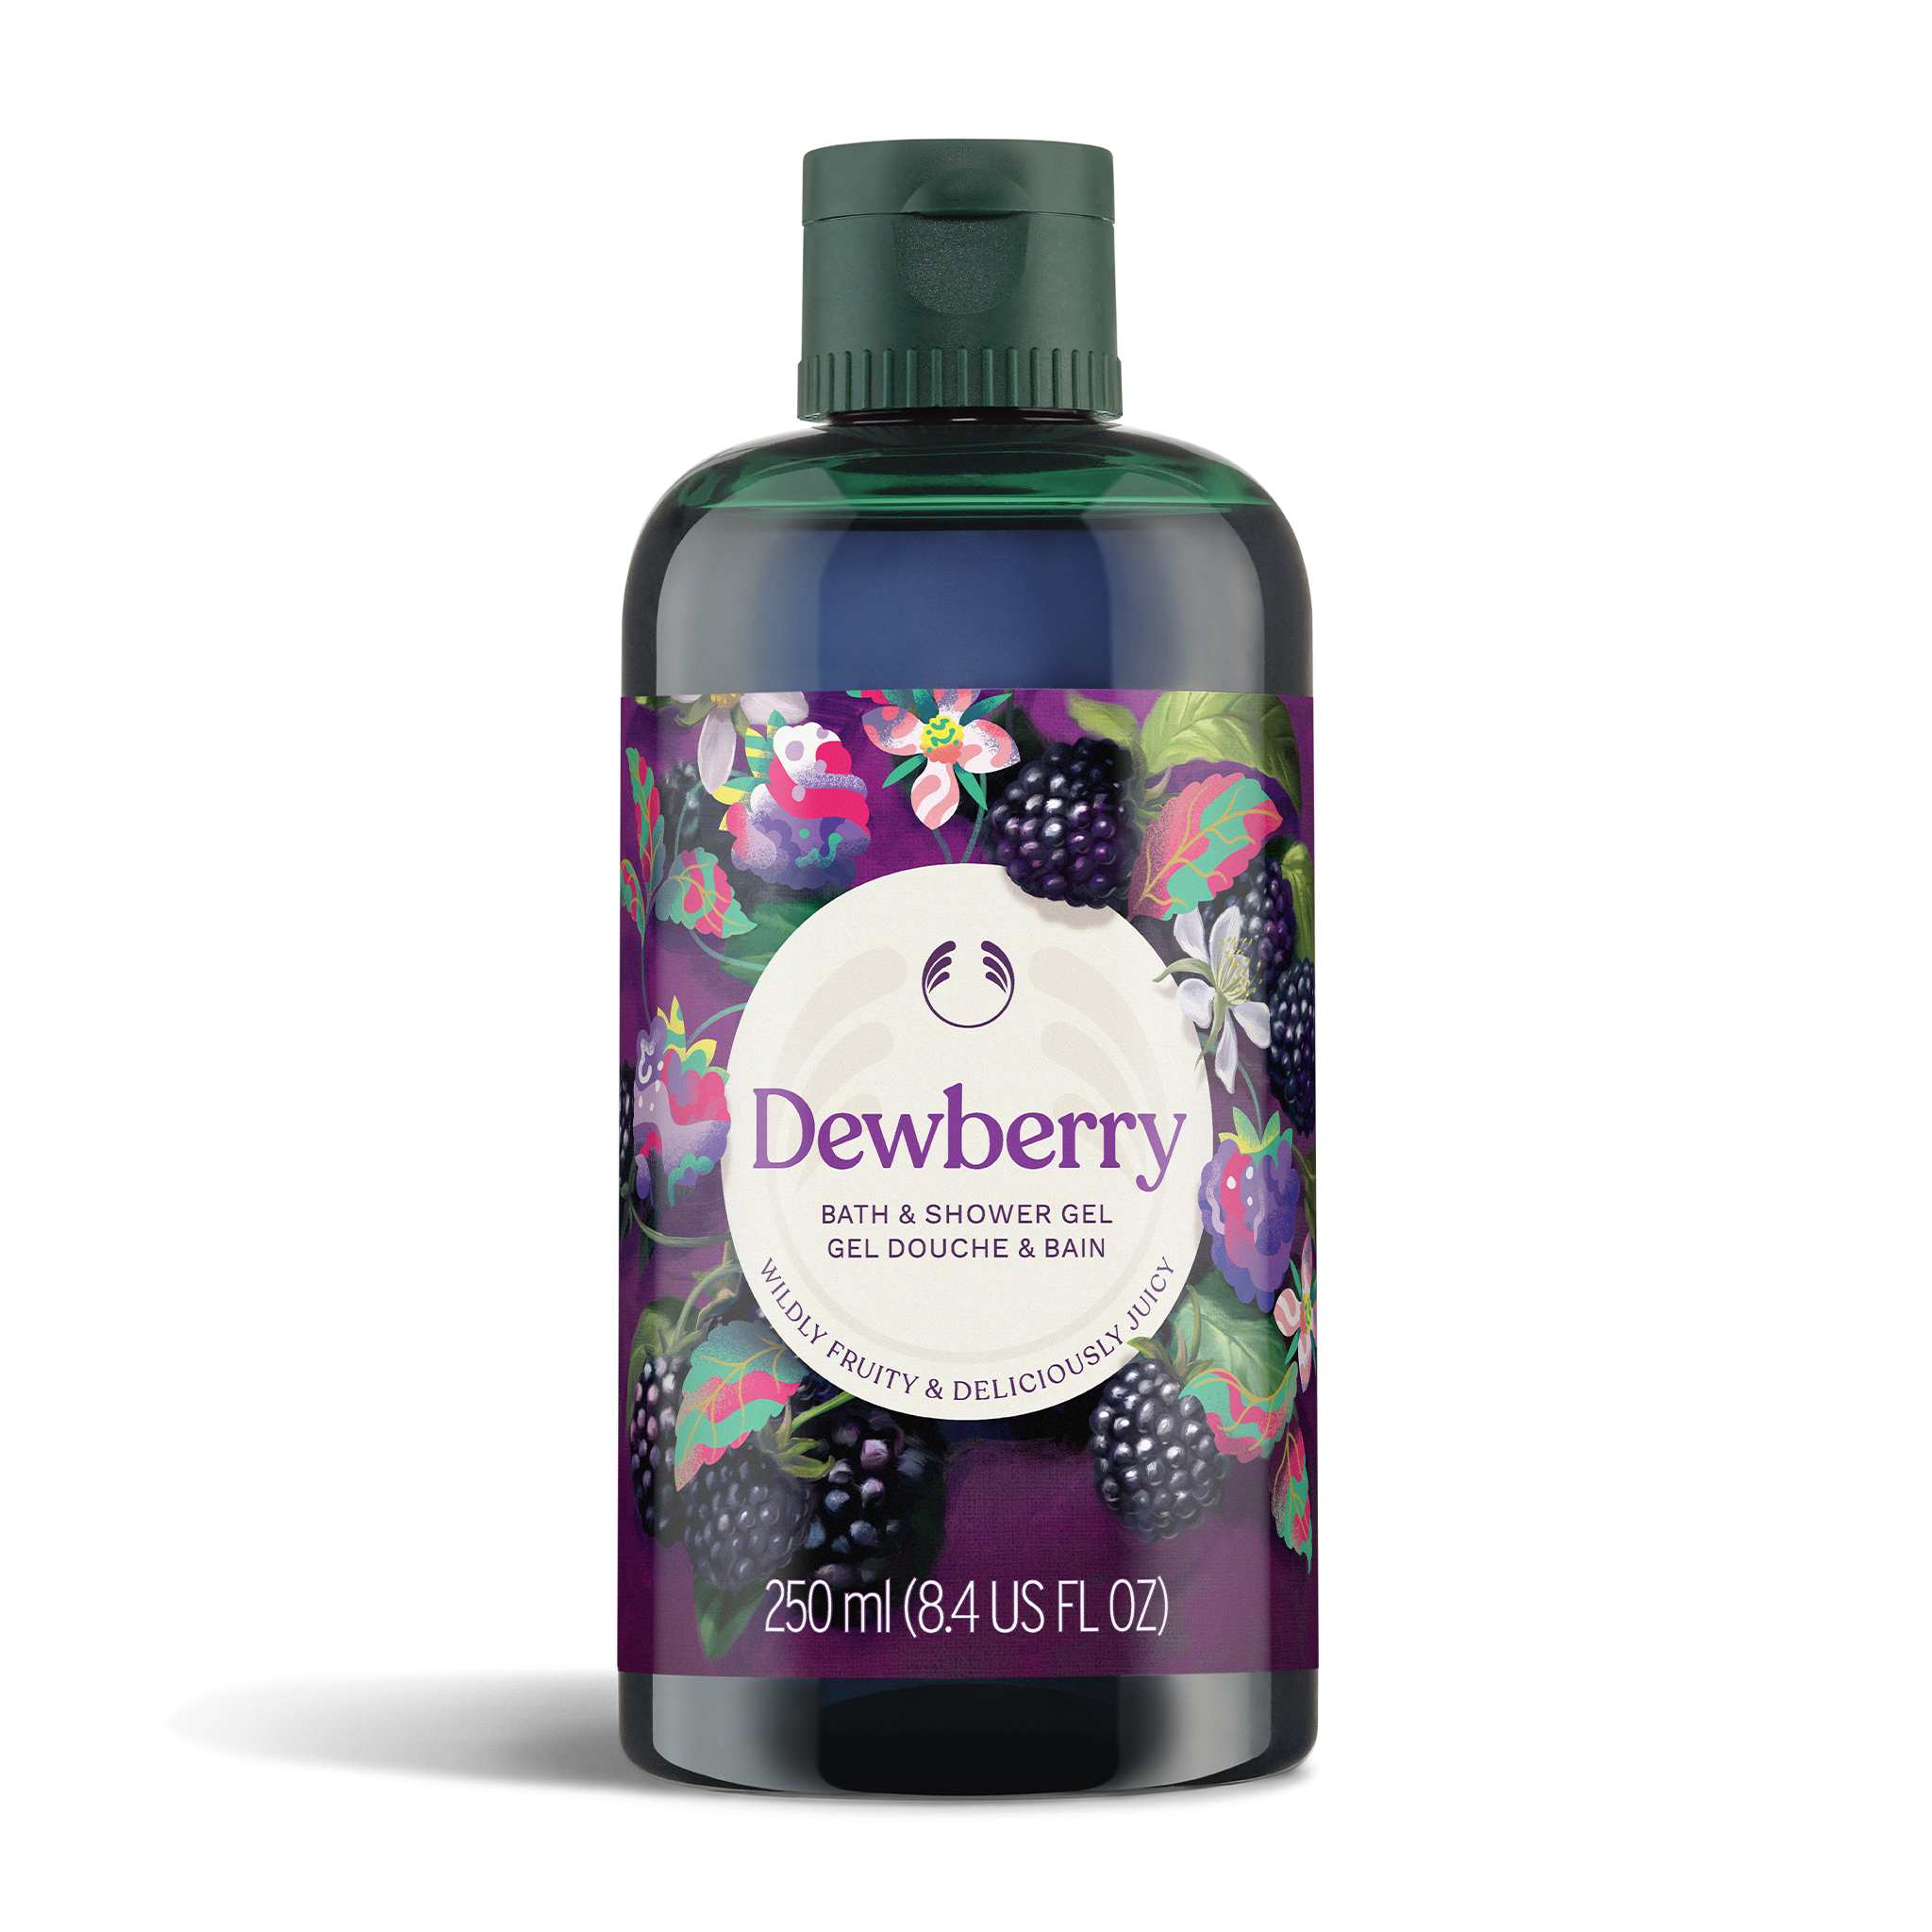 Dewberry
BATH & SHOWER GEL
GEL DOUCHE & BAIN
WILDLY FRUITY & DELICIOUSLY JUICY
250 ml (8.4 US FL OZ)